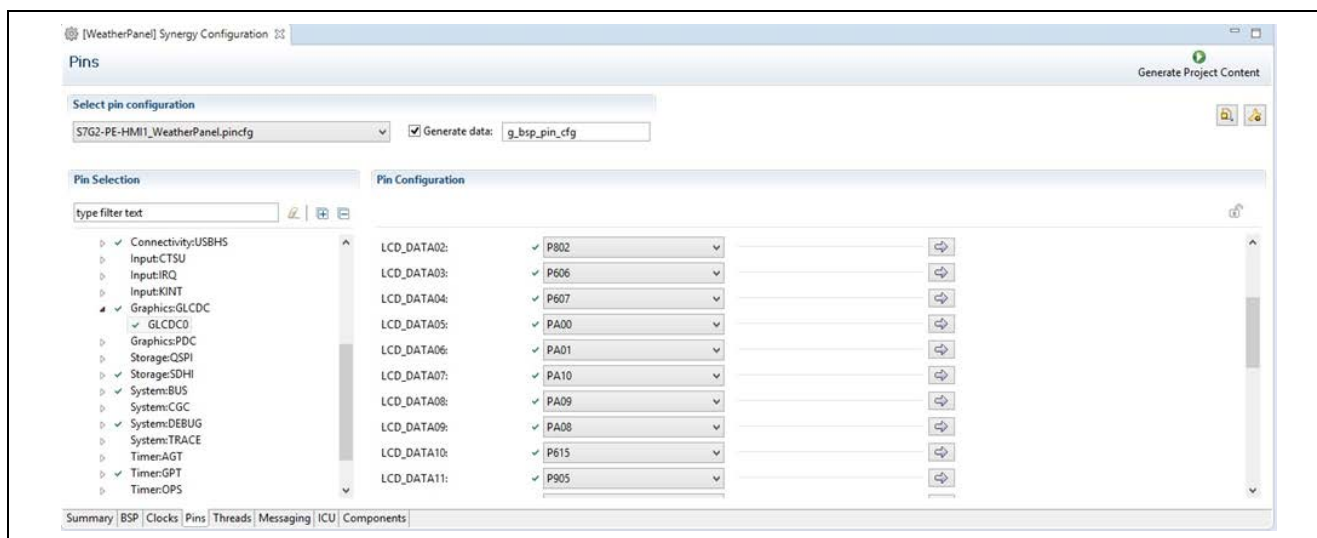 [WeatherPanel] Synergy Configuration
Pins
Generate Project Content
Select pin configuration
S7G2-PE-HMI1_WeatherPanel.pincfg
Generate data: g_bsp_pin_cfg
Pin Selection
Pin Configuration
type filter text
Connectivity:USBHS
Input:CTSU
Input:IRQ
Input:KINT
Graphics:GLCDC
GLCDC0
Graphics:PDC
Storage:QSPI
Storage:SDHI
System:BUS
System:CGC
System:DEBUG
System:TRACE
Timer:AGT
Timer:GPT
Timer:OPS
LCD_DATA02: P802
LCD_DATA03: P606
LCD_DATA04: P607
LCD_DATA05: PA00
LCD_DATA06: PA01
LCD_DATA07: PA10
LCD_DATA08: PA09
LCD_DATA09: PA08
LCD_DATA10: P615
LCD_DATA11: P905
Summary BSP Clocks Pins Threads Messaging ICU Components